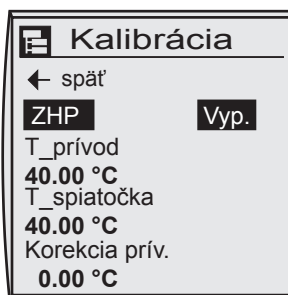 Kalibrácia
späť
ZHP Vyp.
T_prívod
40.00 °C
T_spiatočka
40.00 °C
Korekcia prív.
0.00 °C